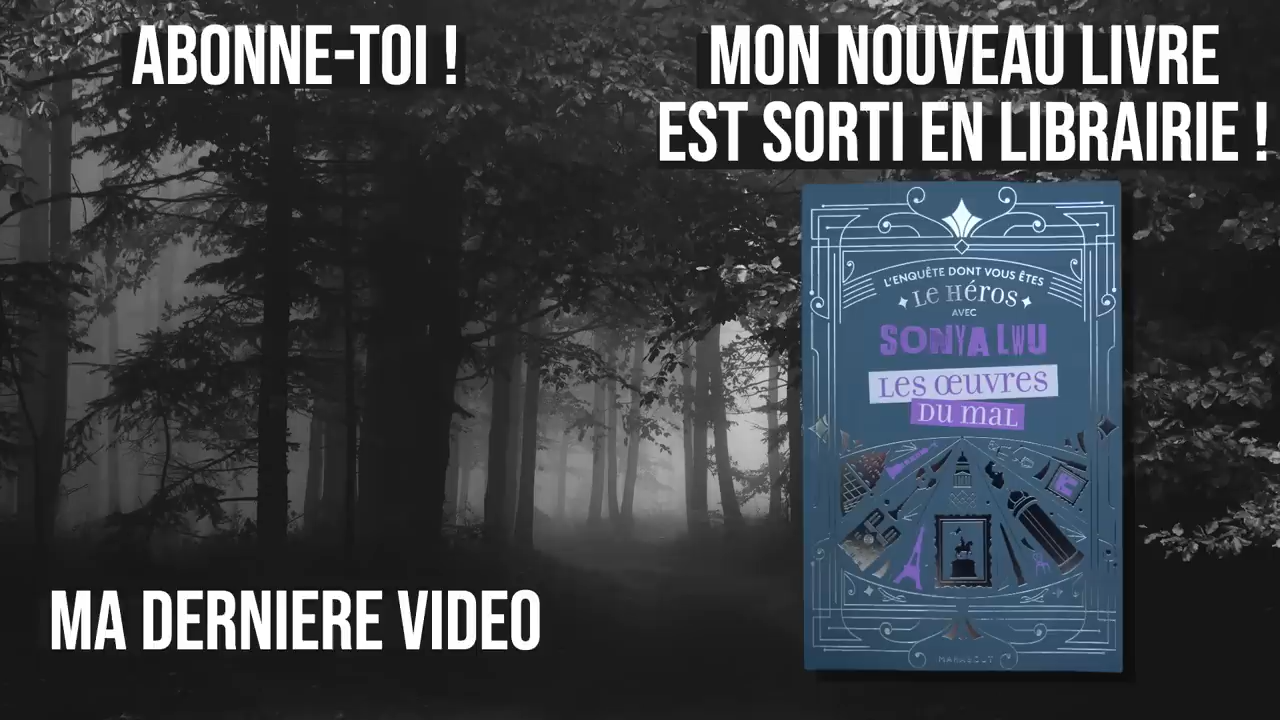 ABONNE-TOI !
MON NOUVEAU LIVRE
EST SORTI EN LIBRAIRIE !
L'ENQUÊTE DONT VOUS ÊTES
Le Héros
AVEC
SONYA LWU
Les œuvres
du mal
MARABOUT
MA DERNIERE VIDEO